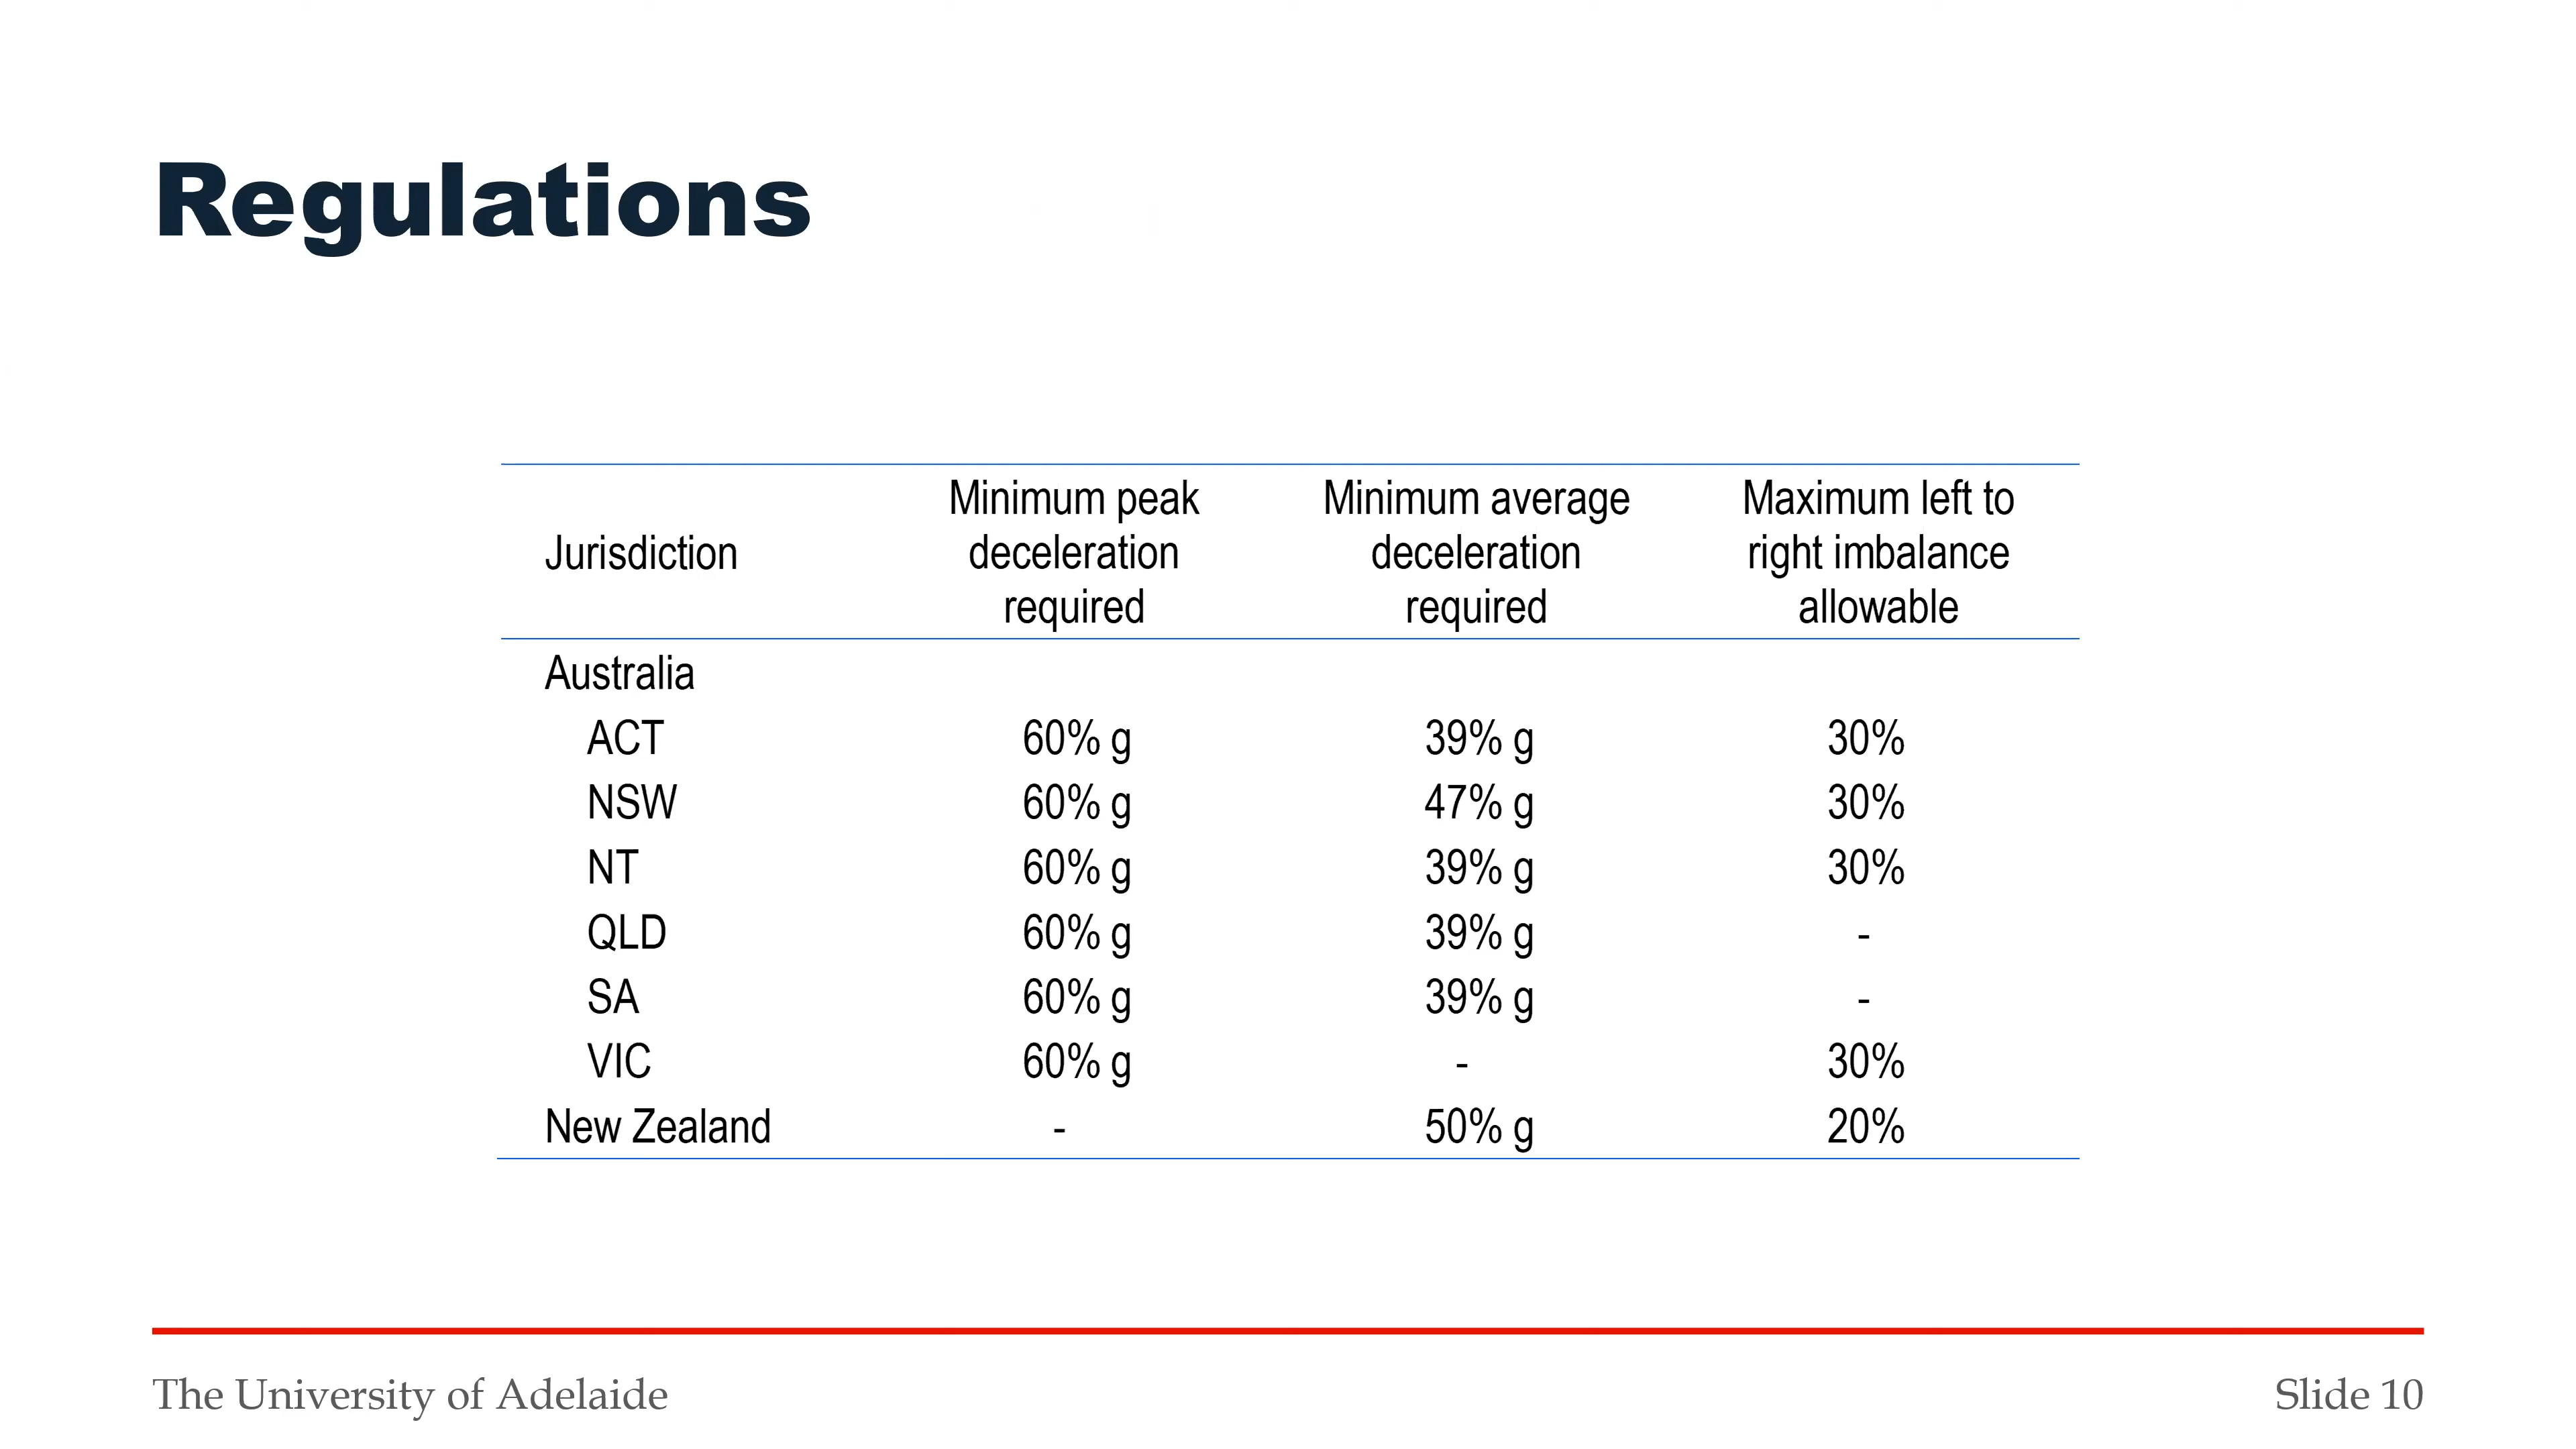 Regulations
Jurisdiction
Minimum peak
deceleration
required
Minimum average
deceleration
required
Maximum left to
right imbalance
allowable
Australia
ACT 60% g 39% g 30%
NSW 60% g 47% g 30%
NT 60% g 39% g 30%
QLD 60% g 39% g -
SA 60% g 39% g -
VIC 60% g - 30%
New Zealand - 50% g 20%
The University of Adelaide
Slide 10